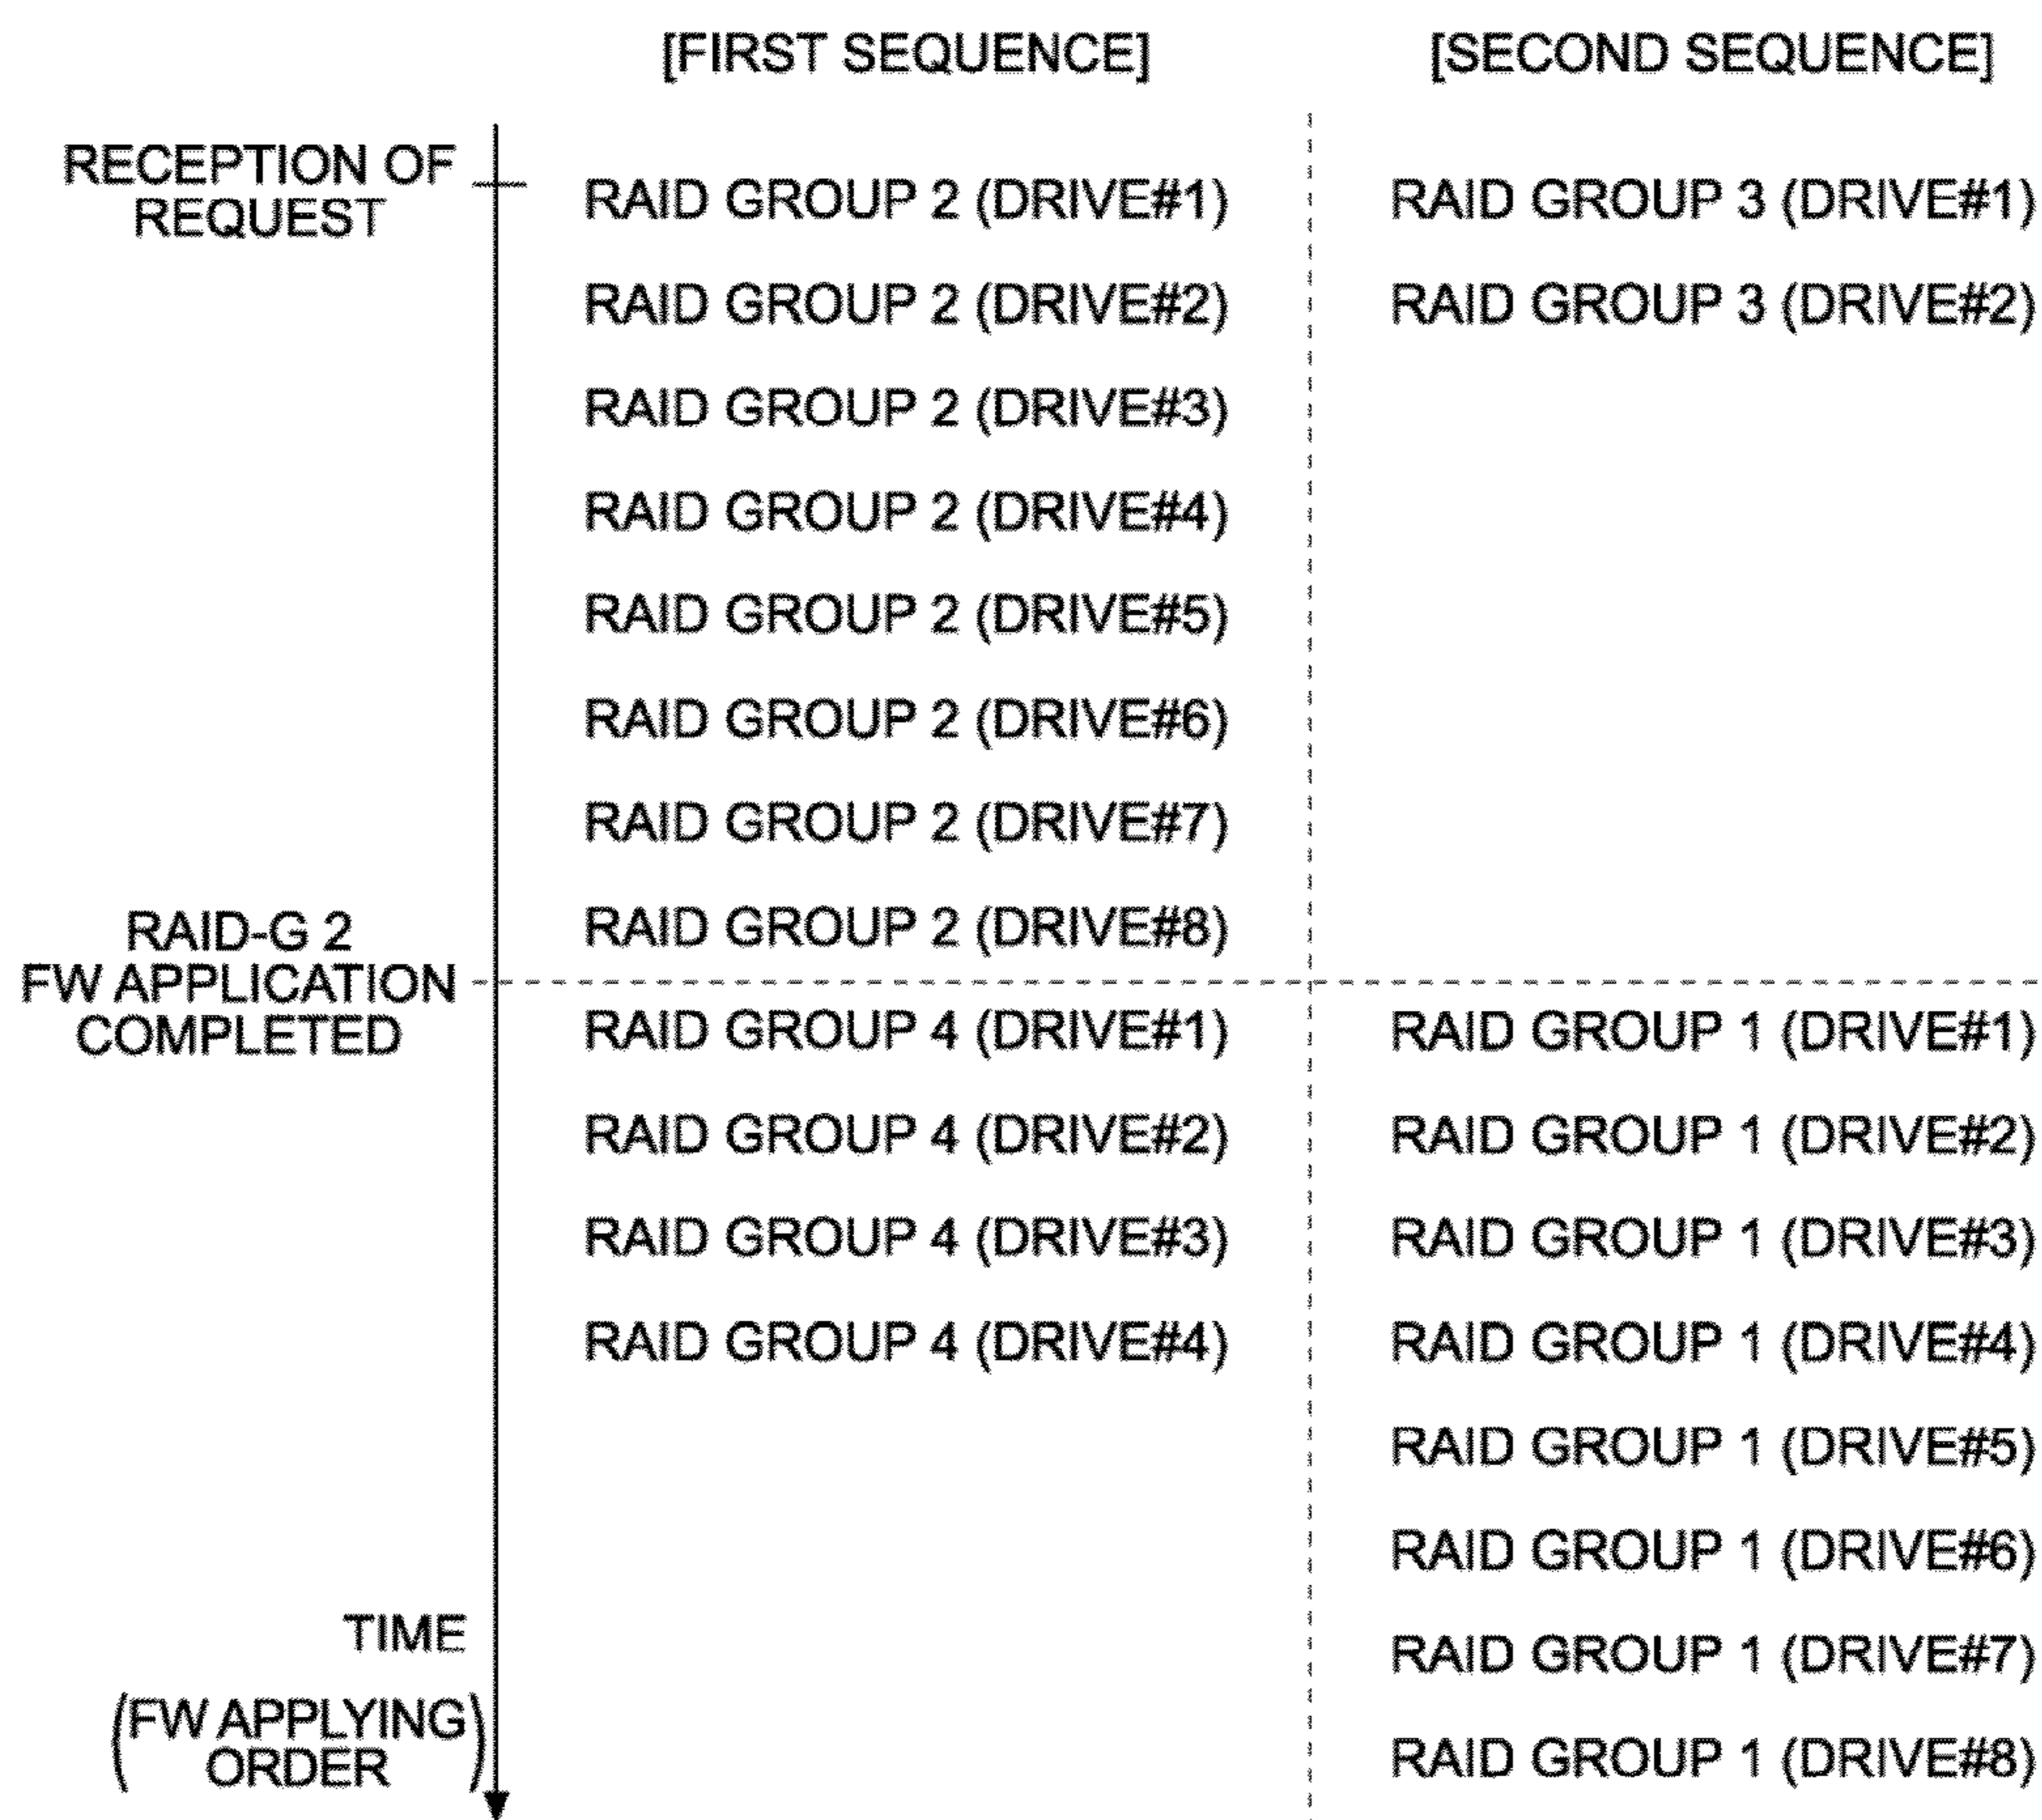 [FIRST SEQUENCE] [SECOND SEQUENCE]
RECEPTION OF
REQUEST
RAID GROUP 2 (DRIVE#1) RAID GROUP 3 (DRIVE#1)
RAID GROUP 2 (DRIVE#2) RAID GROUP 3 (DRIVE#2)
RAID GROUP 2 (DRIVE#3)
RAID GROUP 2 (DRIVE#4)
RAID GROUP 2 (DRIVE#5)
RAID GROUP 2 (DRIVE#6)
RAID GROUP 2 (DRIVE#7)
RAID GROUP 2 (DRIVE#8)
RAID-G 2
FW APPLICATION
COMPLETED
RAID GROUP 4 (DRIVE#1) RAID GROUP 1 (DRIVE#1)
RAID GROUP 4 (DRIVE#2) RAID GROUP 1 (DRIVE#2)
RAID GROUP 4 (DRIVE#3) RAID GROUP 1 (DRIVE#3)
RAID GROUP 4 (DRIVE#4) RAID GROUP 1 (DRIVE#4)
RAID GROUP 1 (DRIVE#5)
RAID GROUP 1 (DRIVE#6)
TIME RAID GROUP 1 (DRIVE#7)
(FW APPLYING
ORDER)
RAID GROUP 1 (DRIVE#8)